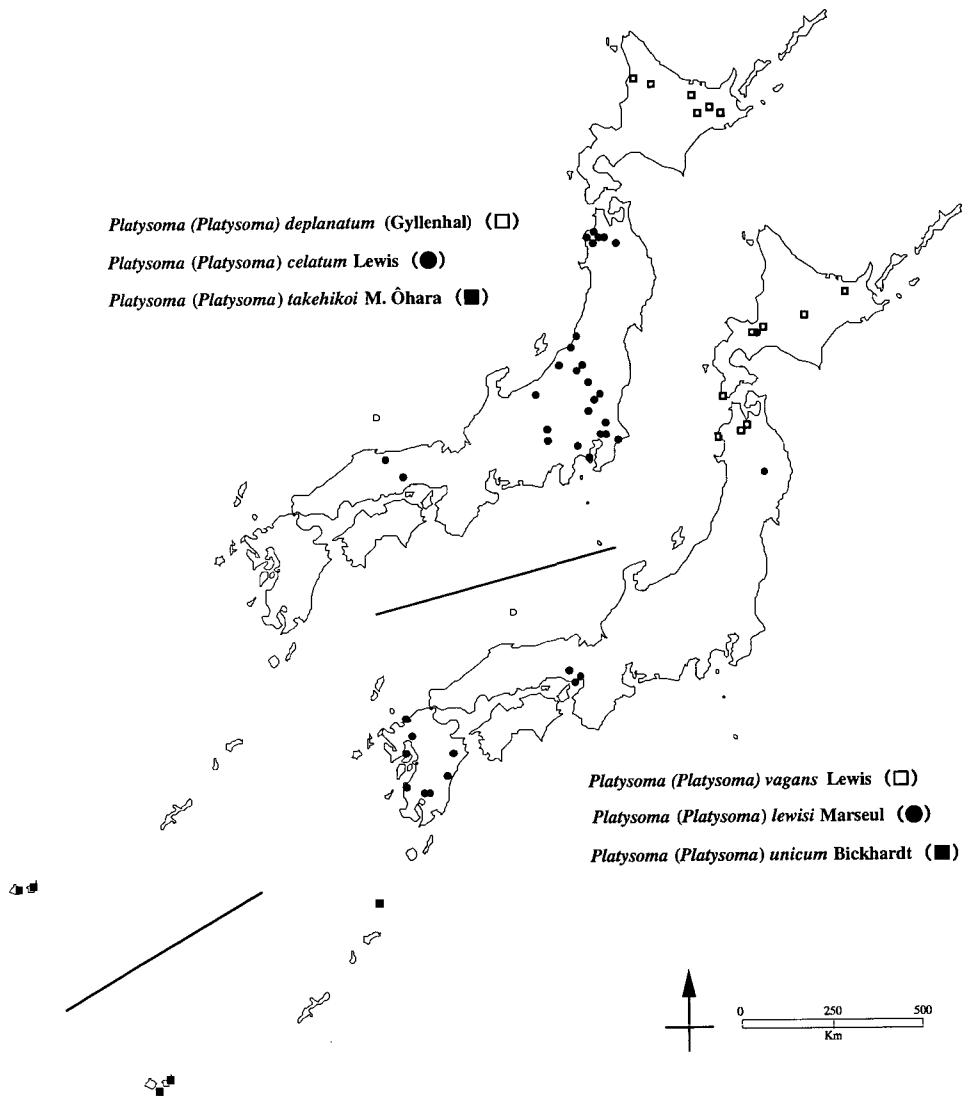 Platysoma (Platysoma) deplanatum (Gyllenhal) (□)
Platysoma (Platysoma) celatum Lewis (●)
Platysoma (Platysoma) takehikoi M. Ôhara (■)
Platysoma (Platysoma) vagans Lewis (□)
Platysoma (Platysoma) lewisi Marseul (●)
Platysoma (Platysoma) unicum Bickhardt (■)
0 250 500
Km